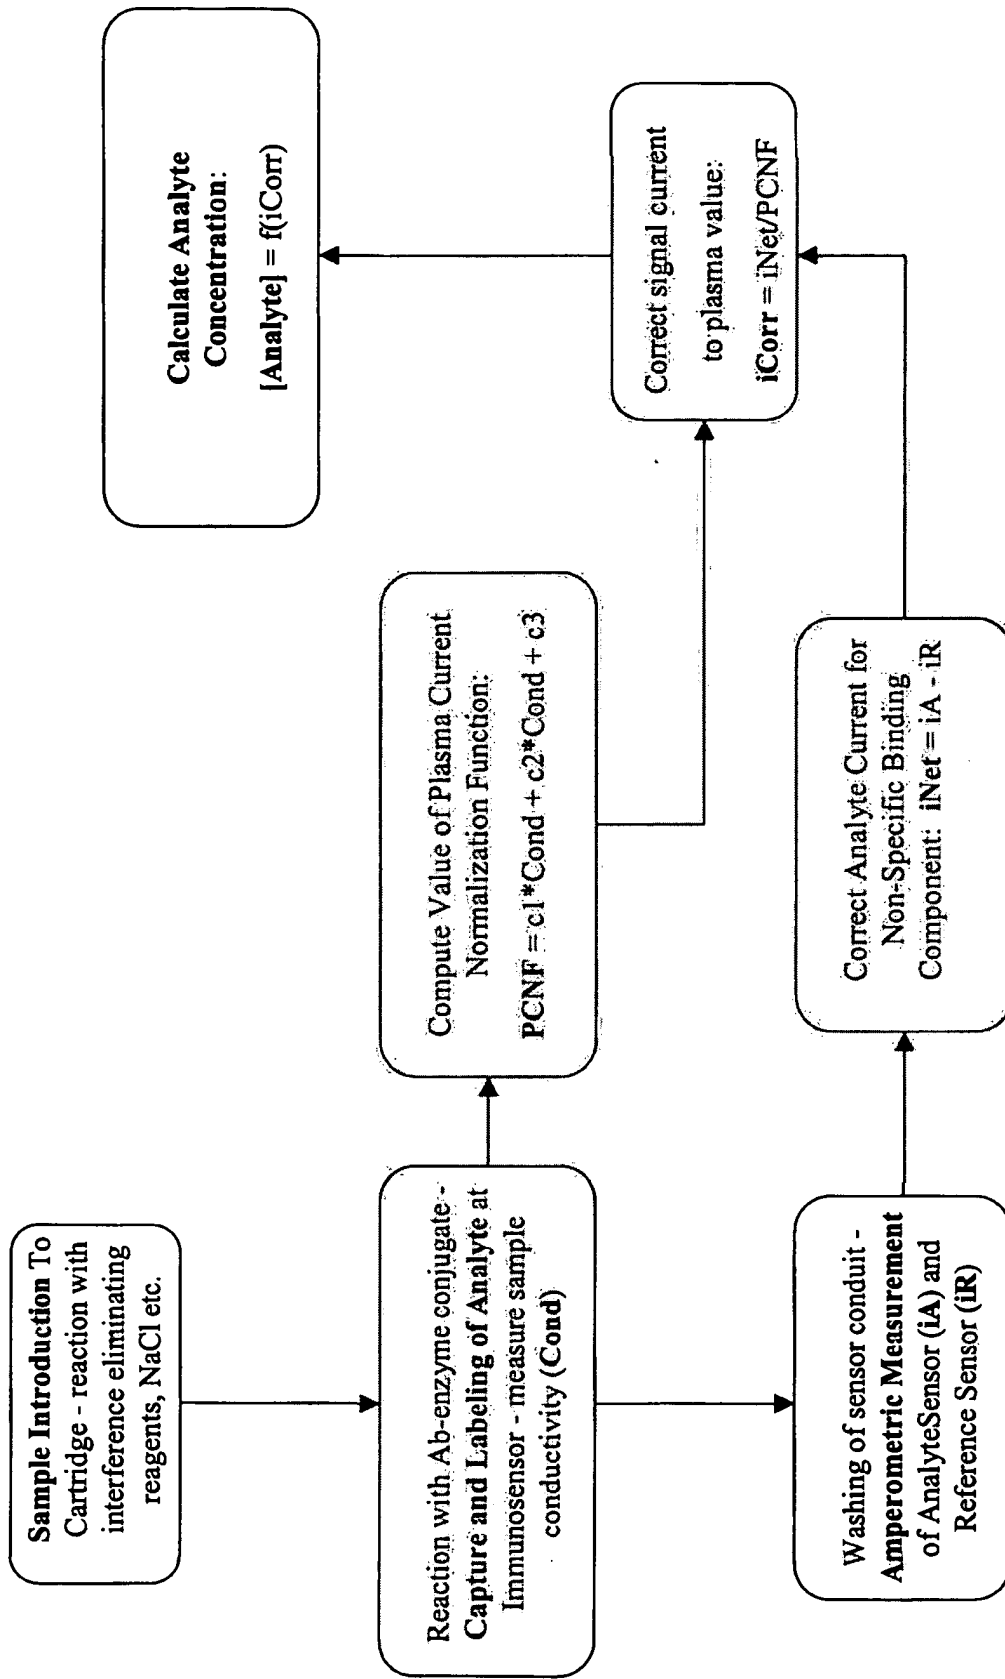 Sample Introduction To
Cartridge - reaction with
interference eliminating
reagents, NaCl etc.
Reaction with Ab-enzyme conjugate -
Capture and Labeling of Analyte at
Immunosensor - measure sample
conductivity (Cond)
Washing of sensor conduit -
Amperometric Measurement
of AnalyteSensor (iA) and
Reference Sensor (iR)
Compute Value of Plasma Current
Normalization Function:
PCNF = c1*Cond + c2*Cond + c3
Correct Analyte Current for
Non-Specific Binding
Component: iNet = iA - iR
Correct signal current
to plasma value:
iCorr = iNet/PCNF
Calculate Analyte
Concentration:
[Analyte] = f(iCorr)